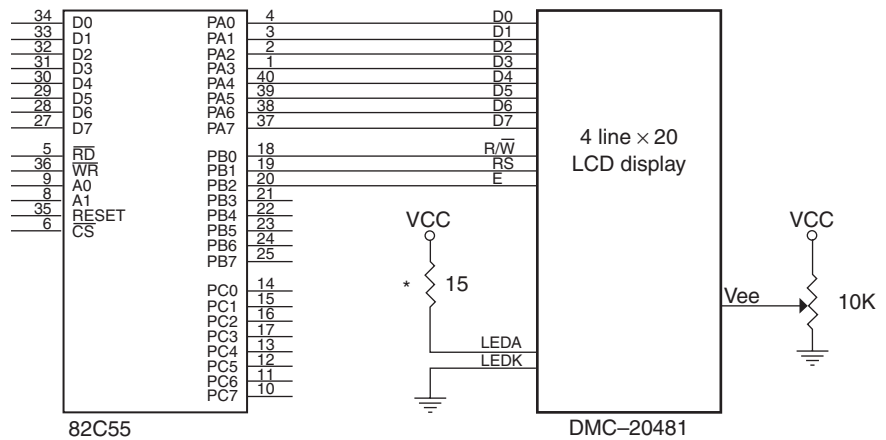 34 D0 PA0 4 D0
33 D1 PA1 3 D1
32 D2 PA2 2 D2
31 D3 PA3 1 D3
30 D4 PA4 40 D4
29 D5 PA5 39 D5
28 D6 PA6 38 D6
27 D7 PA7 37 D7
4 line × 20
LCD display
5 R̅D̅ PB0 18 R/W̅
36 W̅R̅ PB1 19 RS
9 A0 PB2 20 E
8 A1 PB3 21
35 RESET PB4 22
6 C̅S̅ PB5 23
PB6 24
PB7 25
VCC
VCC
PC0 14
PC1 15
PC2 16
PC3 17
PC4 13
PC5 12
PC6 11
PC7 10
* 15
Vee
10K
LEDA
LEDK
82C55
DMC–20481